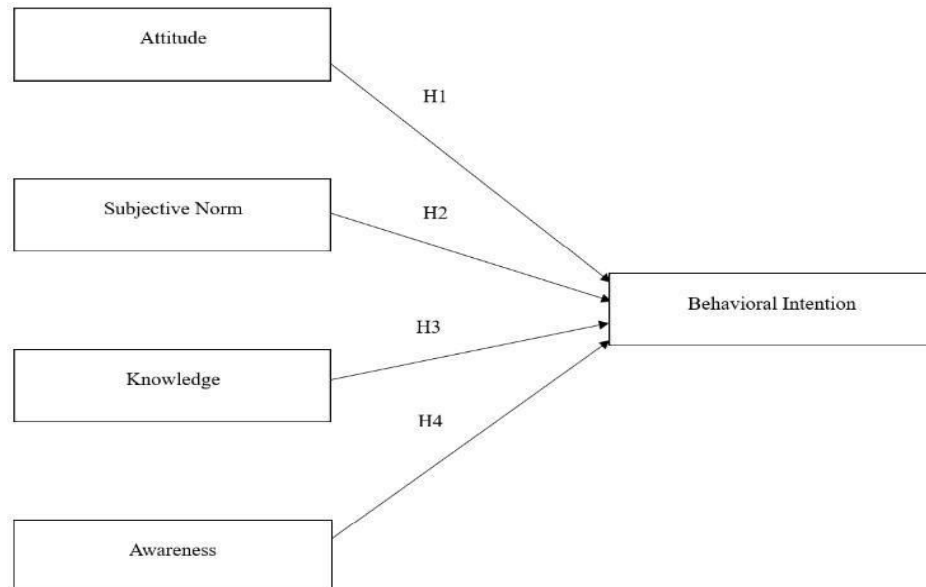 Attitude
H1
Subjective Norm
H2
Behavioral Intention
H3
Knowledge
H4
Awareness